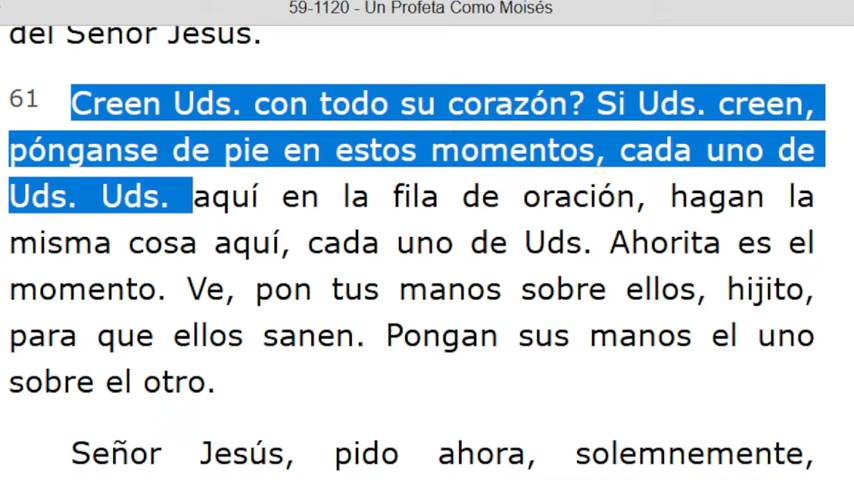 59-1120 - Un Profeta Como Moisés
del Señor Jesús.
61 Creen Uds. con todo su corazón? Si Uds. creen,
pónganse de pie en estos momentos, cada uno de
Uds. Uds. aquí en la fila de oración, hagan la
misma cosa aquí, cada uno de Uds. Ahorita es el
momento. Ve, pon tus manos sobre ellos, hijito,
para que ellos sanen. Pongan sus manos el uno
sobre el otro.
Señor Jesús, pido ahora, solemnemente,